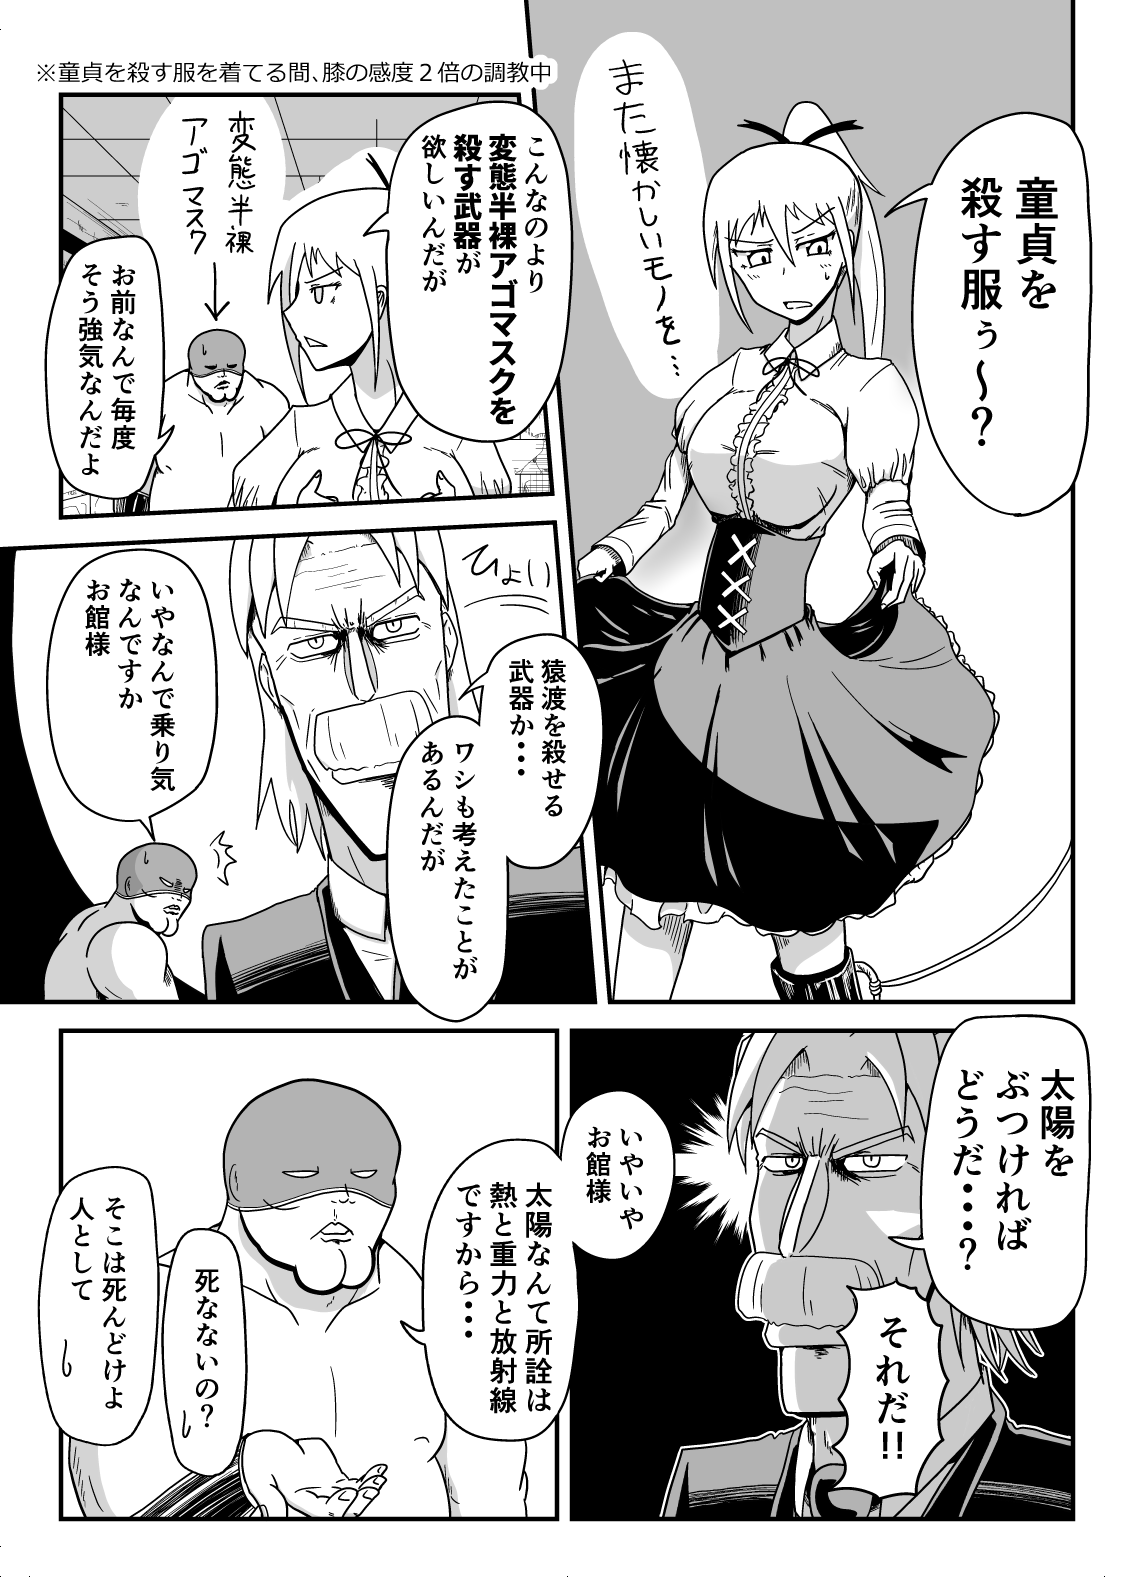 童貞を
殺す服ぅ～？
また懐かしいモノを…
※童貞を殺す服を着てる間、膝の感度２倍の調教中
こんなのより
変態半裸アゴマスクを
殺す武器が
欲しいんだが
変態半裸
アゴマスク
お前なんで毎度
そう強気なんだよ
ひょい
猿渡を殺せる
武器か・・・
ワシも考えたことが
あるんだが
いやなんで乗り気
なんですか
お館様
太陽を
ぶつければ
どうだ・・・・？
それだ!!
いやいや
お館様
太陽なんて所詮は
熱と重力と放射線
ですから・・・
死なないの？
そこは死んどけよ
人として